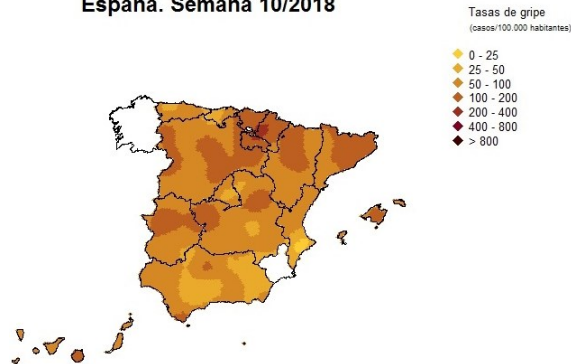 España. Semana 10/2018
Tasas de gripe
(casos/100.000 habitantes)
0 - 25
25 - 50
50 - 100
100 - 200
200 - 400
400 - 800
> 800